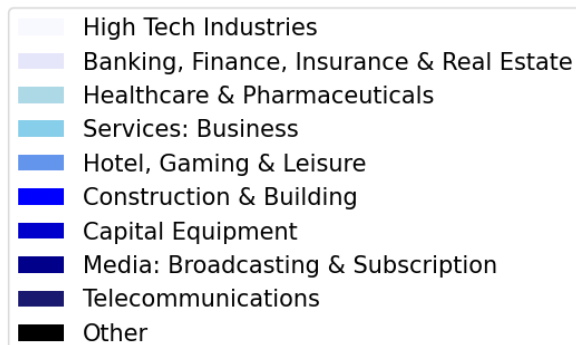 High Tech Industries
Banking, Finance, Insurance & Real Estate
Healthcare & Pharmaceuticals
Services: Business
Hotel, Gaming & Leisure
Construction & Building
Capital Equipment
Media: Broadcasting & Subscription
Telecommunications
Other